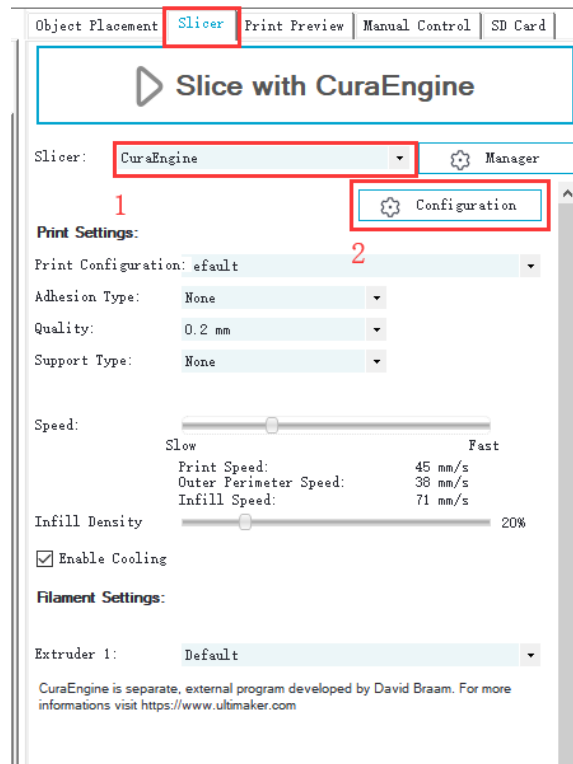 Object Placement Slicer Print Preview Manual Control SD Card
Slice with CuraEngine
Slicer: CuraEngine Manager
1
Configuration
2
Print Settings:
Print Configuration: efault
Adhesion Type: None
Quality: 0.2 mm
Support Type: None
Speed:
Slow Fast
Print Speed: 45 mm/s
Outer Perimeter Speed: 38 mm/s
Infill Speed: 71 mm/s
Infill Density 20%
Enable Cooling
Filament Settings:
Extruder 1: Default
CuraEngine is separate, external program developed by David Braam. For more
informations visit https://www.ultimaker.com